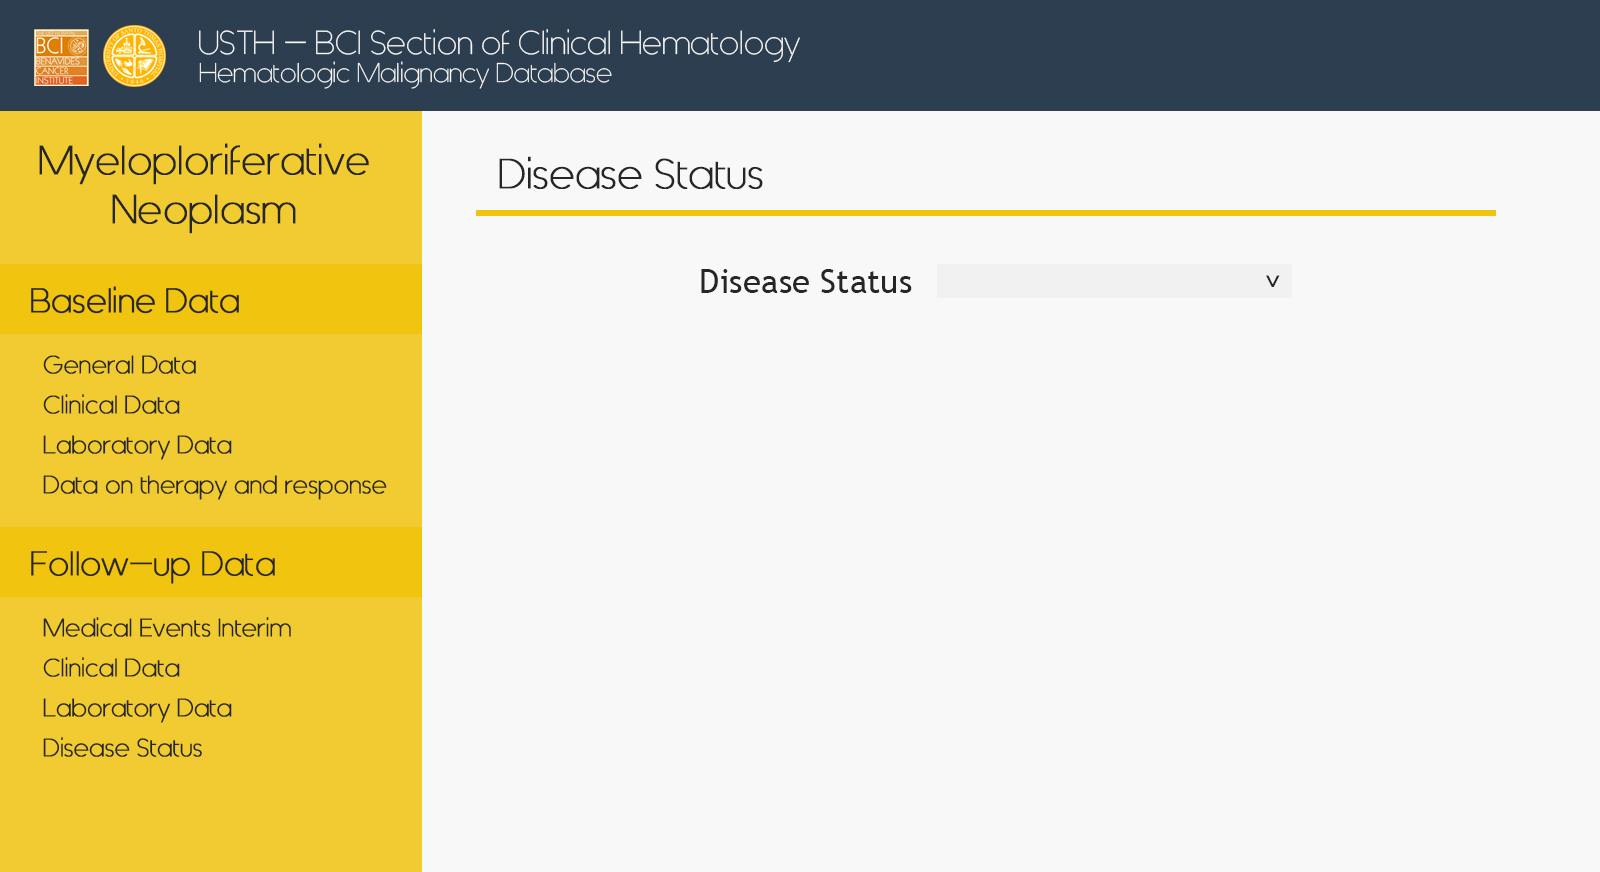 BCI
BENAVIDES
CANCER
INSTITUTE
USTH – BCI Section of Clinical Hematology
Hematologic Malignancy Database
Myeloploriferative
Neoplasm
Baseline Data
General Data
Clinical Data
Laboratory Data
Data on therapy and response
Follow-up Data
Medical Events Interim
Clinical Data
Laboratory Data
Disease Status
Disease Status
Disease Status